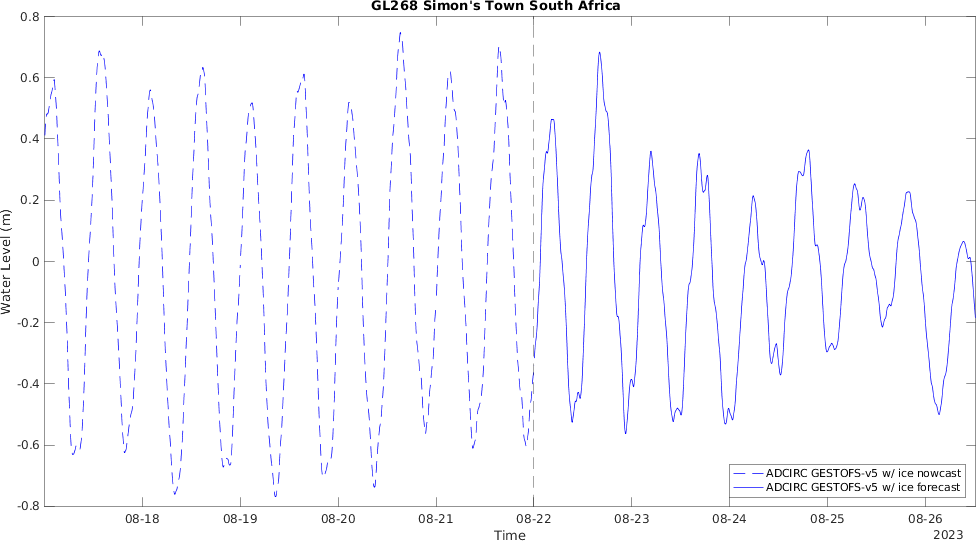 GL268 Simon's Town South Africa
Water Level (m)
0.8
0.6
0.4
0.2
0
-0.2
-0.4
-0.6
-0.8
08-18 08-19 08-20 08-21 08-22 08-23 08-24 08-25 08-26
Time
2023
ADCIRC GESTOFS-v5 w/ ice nowcast
ADCIRC GESTOFS-v5 w/ ice forecast